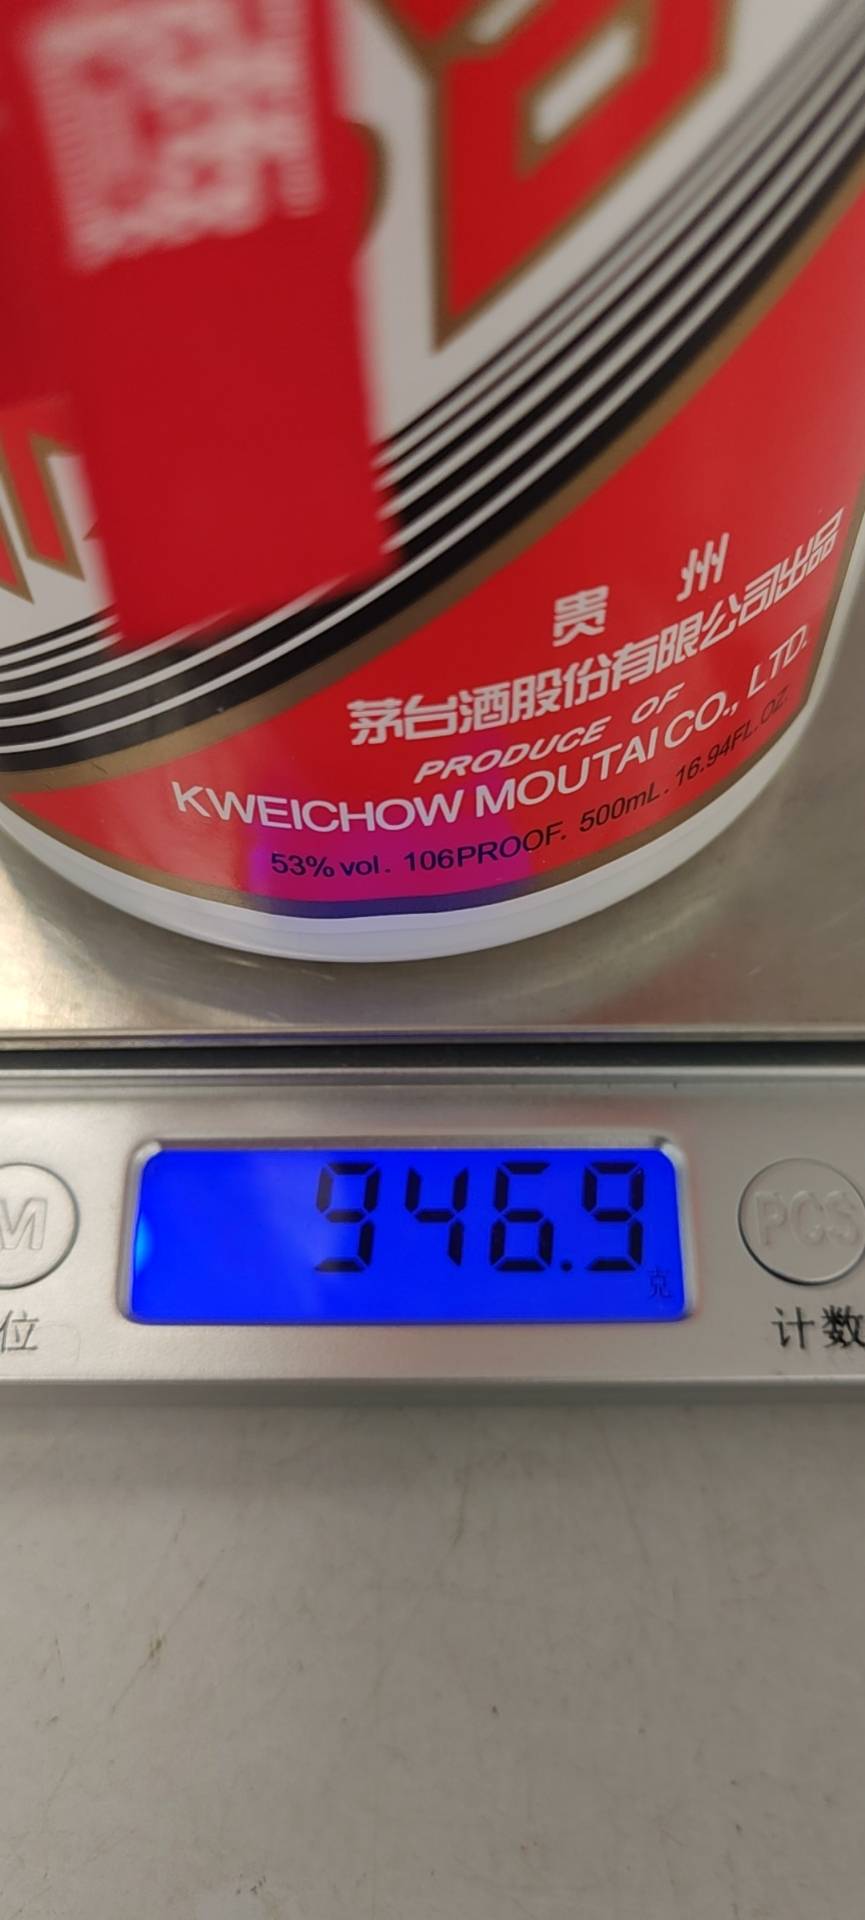 贵 州
茅台酒股份有限公司出品
PRODUCE OF
KWEICHOW MOUTAI CO., LTD.
53% vol. 106PROOF. 500mL. 16.94FL.OZ.
946.9
克
M
PCS
位
计数